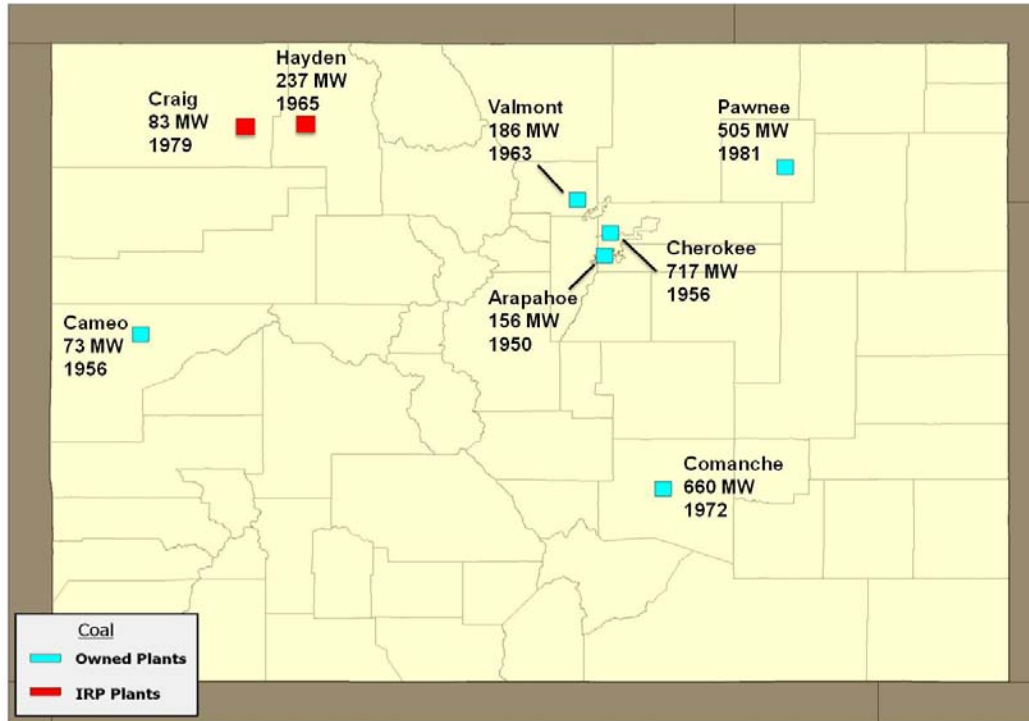 Hayden
237 MW
1965
Craig
83 MW
1979
Valmont
186 MW
1963
Pawnee
505 MW
1981
Cherokee
717 MW
1956
Arapahoe
156 MW
1950
Cameo
73 MW
1956
Comanche
660 MW
1972
Coal
Owned Plants
IRP Plants